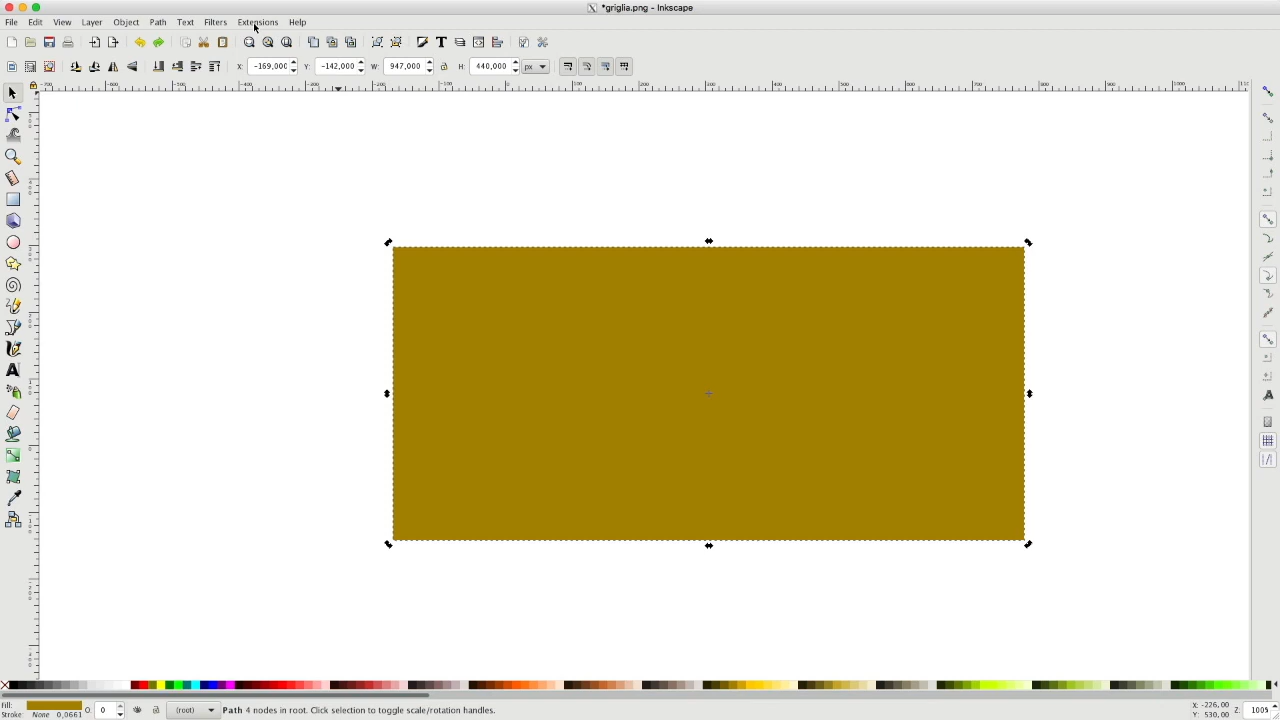 *griglia.png - Inkscape
File Edit View Layer Object Path Text Filters Extensions Help
X: -169,000 Y: -142,000 W: 947,000 H: 440,000 px
Fill:
Stroke: None 0,0661
O: 0
(root)
Path 4 nodes in root. Click selection to toggle scale/rotation handles.
X: -226,00
Y: 530,00
Z: 100%